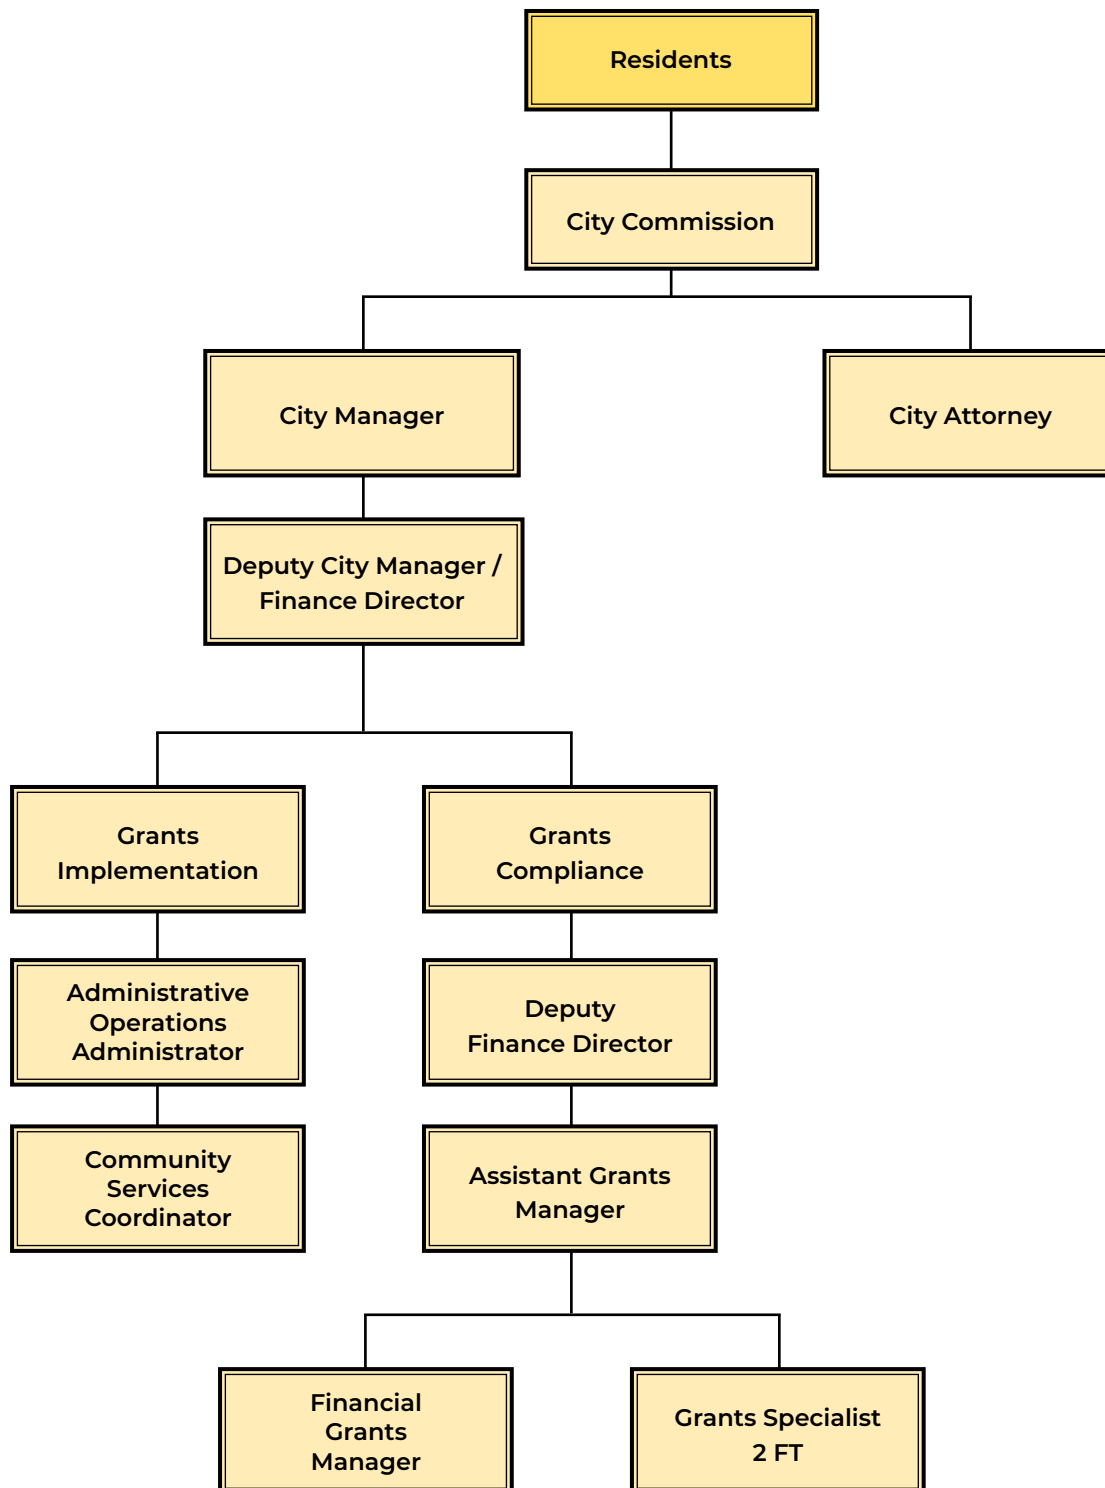 Residents
City Commission
City Manager
City Attorney
Deputy City Manager /
Finance Director
Grants
Implementation
Grants
Compliance
Administrative
Operations
Administrator
Deputy
Finance Director
Community
Services
Coordinator
Assistant Grants
Manager
Financial
Grants
Manager
Grants Specialist
2 FT